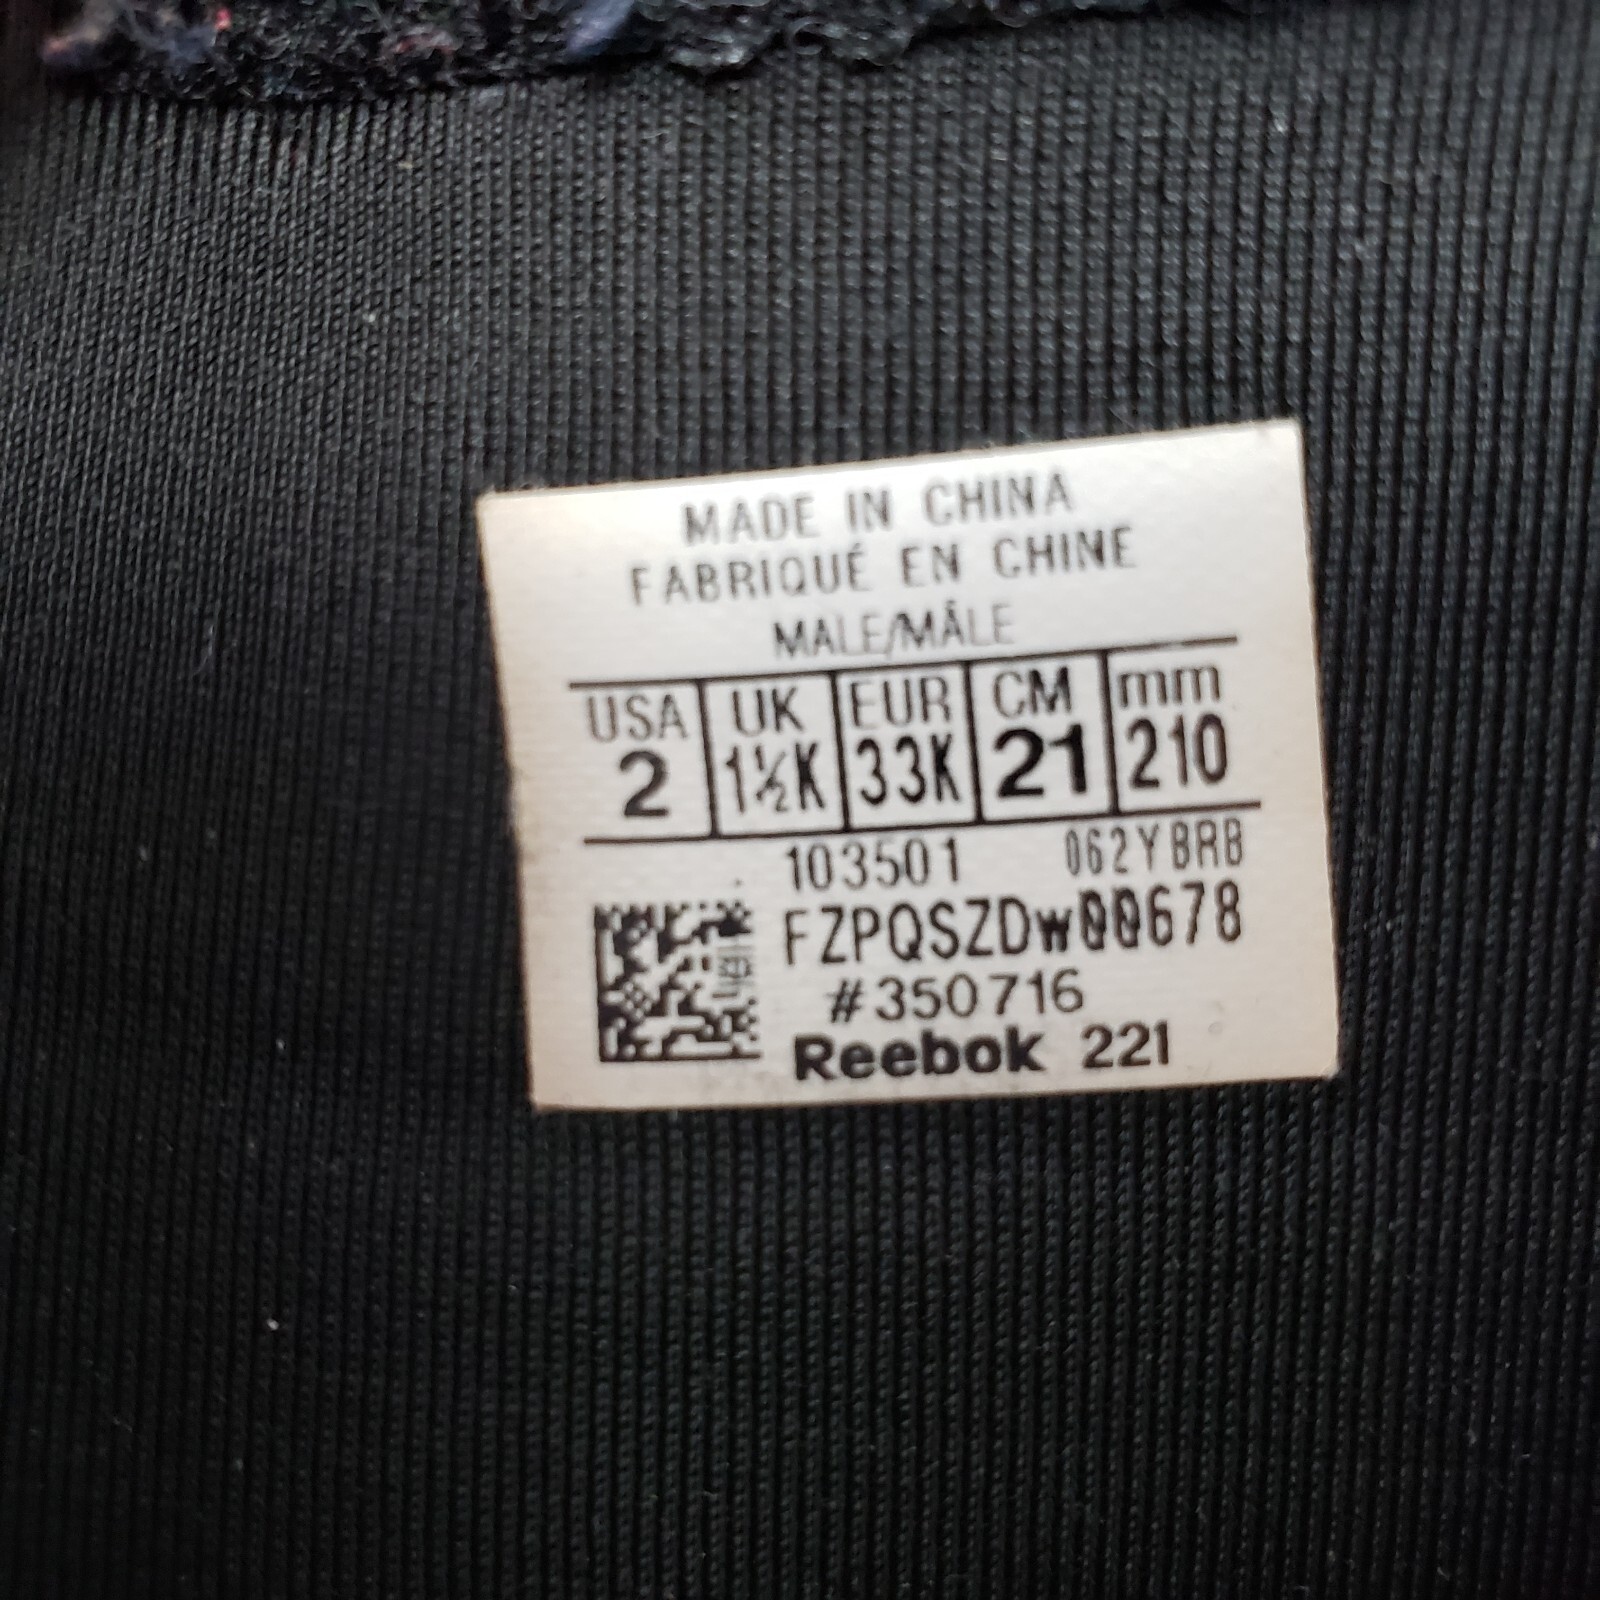 MADE IN CHINA
FABRIQUÉ EN CHINE
MALE/MÂLE
USA UK EUR CM mm
2 1½K 33K 21 210
103501 062YBRB
FZPQSZDW00678
#350716
Reebok 221